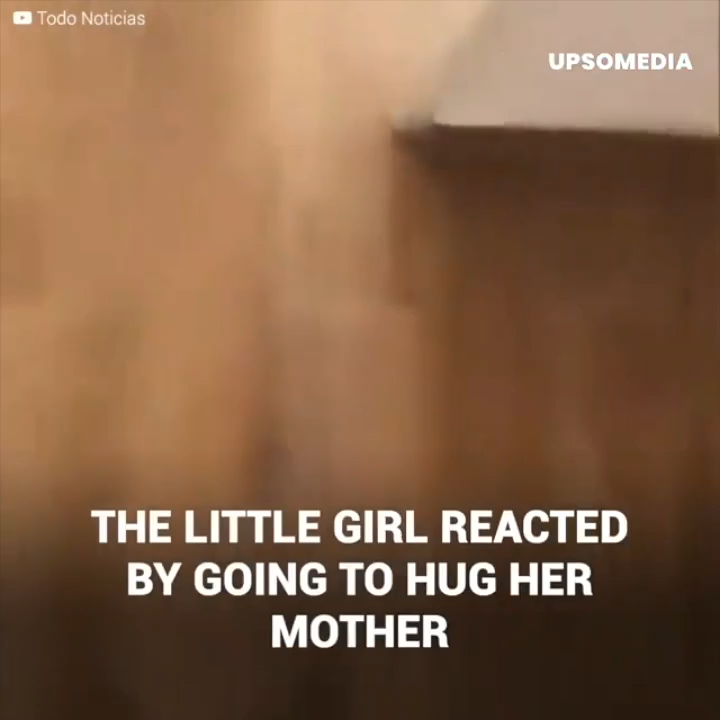 Todo Noticias
UPSOMEDIA
THE LITTLE GIRL REACTED
BY GOING TO HUG HER
MOTHER